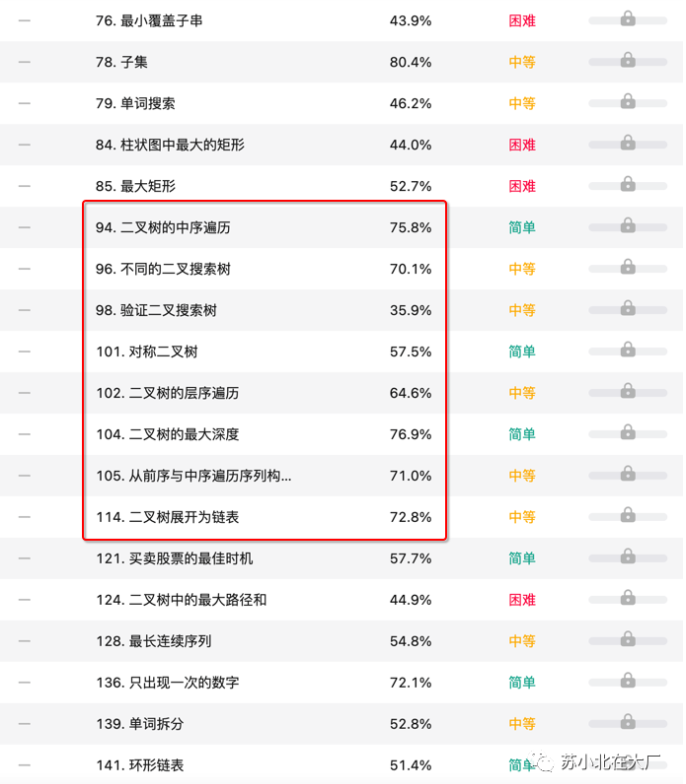 76. 最小覆盖子串 43.9% 困难
78. 子集 80.4% 中等
79. 单词搜索 46.2% 中等
84. 柱状图中最大的矩形 44.0% 困难
85. 最大矩形 52.7% 困难
94. 二叉树的中序遍历 75.8% 简单
96. 不同的二叉搜索树 70.1% 中等
98. 验证二叉搜索树 35.9% 中等
101. 对称二叉树 57.5% 简单
102. 二叉树的层序遍历 64.6% 中等
104. 二叉树的最大深度 76.9% 简单
105. 从前序与中序遍历序列构... 71.0% 中等
114. 二叉树展开为链表 72.8% 中等
121. 买卖股票的最佳时机 57.7% 简单
124. 二叉树中的最大路径和 44.9% 困难
128. 最长连续序列 54.8% 中等
136. 只出现一次的数字 72.1% 简单
139. 单词拆分 52.8% 中等
141. 环形链表 51.4% 简单
苏小北在大厂